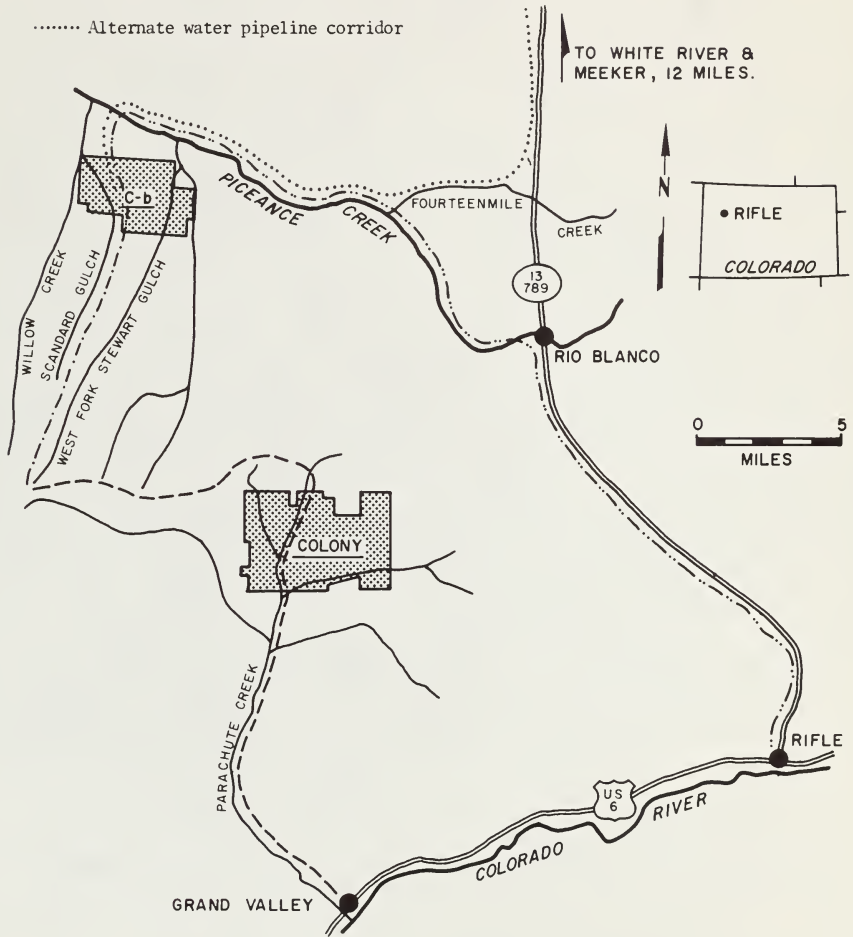 Alternate water pipeline corridor
TO WHITE RIVER &
MEEKER, 12 MILES.
C-b
PICEANCE CREEK
FOURTEENMILE
CREEK
N
RIFLE
COLORADO
13
789
WILLOW CREEK
SCANDARD GULCH
WEST FORK STEWART GULCH
RIO BLANCO
0 5
MILES
COLONY
PARACHUTE CREEK
RIFLE
US
6
COLORADO RIVER
GRAND VALLEY